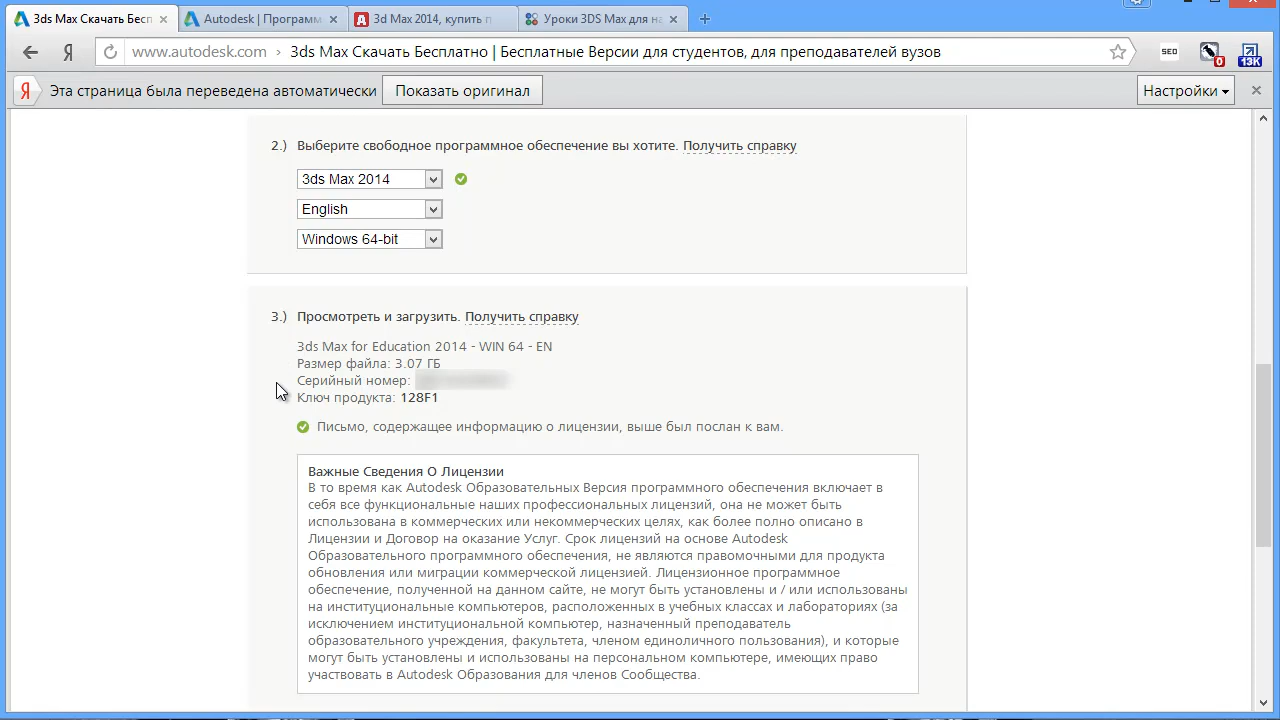 3ds Max Скачать Бесп
Autodesk | Программ
3d Max 2014, купить п
Уроки 3DS Max для на
Я
www.autodesk.com › 3ds Max Скачать Бесплатно | Бесплатные Версии для студентов, для преподавателей вузов
SEO
0
13K
Я Эта страница была переведена автоматически
Показать оригинал
Настройки
2.) Выберите свободное программное обеспечение вы хотите. Получить справку
3ds Max 2014
English
Windows 64-bit
3.) Просмотреть и загрузить. Получить справку
3ds Max for Education 2014 - WIN 64 - EN
Размер файла: 3.07 ГБ
Серийный номер:
Ключ продукта: 128F1
Письмо, содержащее информацию о лицензии, выше был послан к вам.
Важные Сведения О Лицензии
В то время как Autodesk Образовательных Версия программного обеспечения включает в
себя все функциональные наших профессиональных лицензий, она не может быть
использована в коммерческих или некоммерческих целях, как более полно описано в
Лицензии и Договор на оказание Услуг. Срок лицензий на основе Autodesk
Образовательного программного обеспечения, не являются правомочными для продукта
обновления или миграции коммерческой лицензией. Лицензионное программное
обеспечение, полученной на данном сайте, не могут быть установлены и / или использованы
на институциональные компьютеров, расположенных в учебных классах и лабораториях (за
исключением институциональной компьютер, назначенный преподаватель
образовательного учреждения, факультета, членом единоличного пользования), и которые
могут быть установлены и использованы на персональном компьютере, имеющих право
участвовать в Autodesk Образования для членов Сообщества.